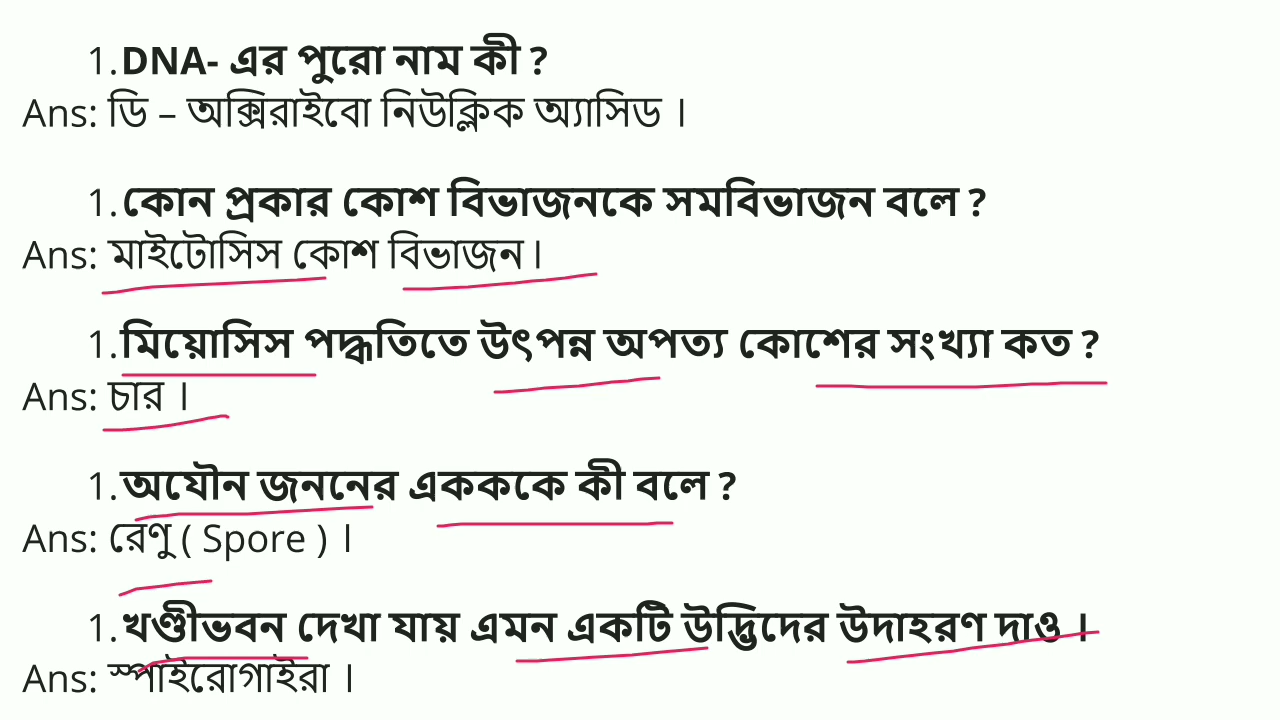 1.DNA- এর পুরো নাম কী ?
Ans: ডি – অক্সিরাইবো নিউক্লিক অ্যাসিড ।
1.কোন প্রকার কোশ বিভাজনকে সমবিভাজন বলে ?
Ans: মাইটোসিস কোশ বিভাজন।
1.মিয়োসিস পদ্ধতিতে উৎপন্ন অপত্য কোশের সংখ্যা কত ?
Ans: চার ।
1.অযৌন জননের একককে কী বলে ?
Ans: রেণু ( Spore ) ।
1.খণ্ডীভবন দেখা যায় এমন একটি উদ্ভিদের উদাহরণ দাও ।
Ans: স্পাইরোগাইরা ।